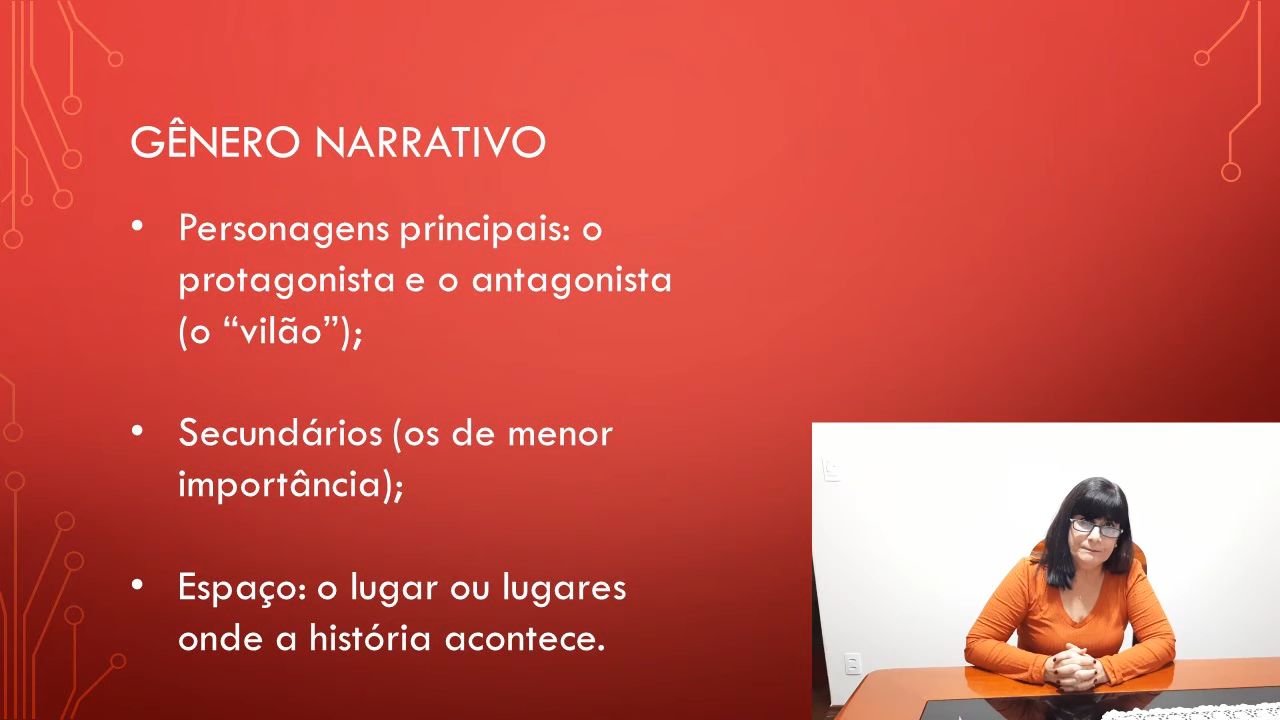 GÊNERO NARRATIVO
• Personagens principais: o
protagonista e o antagonista
(o “vilão”);
• Secundários (os de menor
importância);
• Espaço: o lugar ou lugares
onde a história acontece.